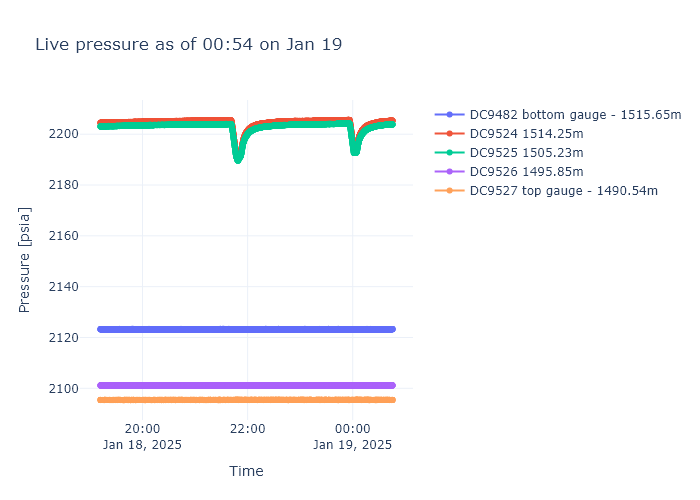 Live pressure as of 00:54 on Jan 19
Pressure [psia]
2200
2180
2160
2140
2120
2100
20:00
Jan 18, 2025
22:00
00:00
Jan 19, 2025
Time
DC9482 bottom gauge - 1515.65m
DC9524 1514.25m
DC9525 1505.23m
DC9526 1495.85m
DC9527 top gauge - 1490.54m